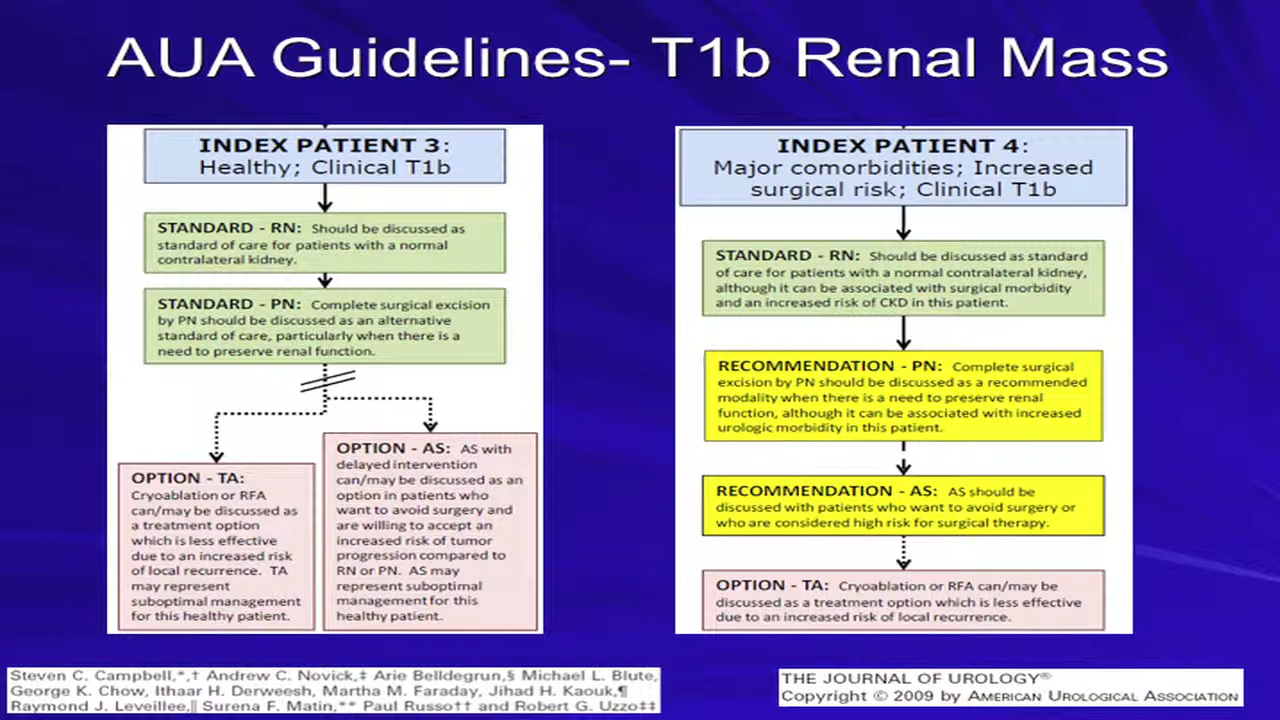 AUA Guidelines- T1b Renal Mass
INDEX PATIENT 3:
Healthy; Clinical T1b
STANDARD - RN: Should be discussed as
standard of care for patients with a normal
contralateral kidney.
STANDARD - PN: Complete surgical excision
by PN should be discussed as an alternative
standard of care, particularly when there is a
need to preserve renal function.
OPTION - TA:
Cryoablation or RFA
can/may be discussed as
a treatment option
which is less effective
due to an increased risk
of local recurrence. TA
may represent
suboptimal management
for this healthy patient.
OPTION - AS: AS with
delayed intervention
can/may be discussed as an
option in patients who
want to avoid surgery and
are willing to accept an
increased risk of tumor
progression compared to
RN or PN. AS may
represent suboptimal
management for this
healthy patient.
INDEX PATIENT 4:
Major comorbidities; Increased
surgical risk; Clinical T1b
STANDARD - RN: Should be discussed as standard
of care for patients with a normal contralateral kidney,
although it can be associated with surgical morbidity
and an increased risk of CKD in this patient.
RECOMMENDATION - PN: Complete surgical
excision by PN should be discussed as a recommended
modality when there is a need to preserve renal
function, although it can be associated with increased
urologic morbidity in this patient.
RECOMMENDATION - AS: AS should be
discussed with patients who want to avoid surgery or
who are considered high risk for surgical therapy.
OPTION - TA: Cryoablation or RFA can/may be
discussed as a treatment option which is less effective
due to an increased risk of local recurrence.
Steven C. Campbell,*,† Andrew C. Novick,‡ Arie Belldegrun,§ Michael L. Blute,
George K. Chow, Ithaar H. Derweesh, Martha M. Faraday, Jihad H. Kaouk,¶
Raymond J. Leveillee,‖ Surena F. Matin,** Paul Russo†† and Robert G. Uzzo‡‡
THE JOURNAL OF UROLOGY®
Copyright © 2009 by AMERICAN UROLOGICAL ASSOCIATION